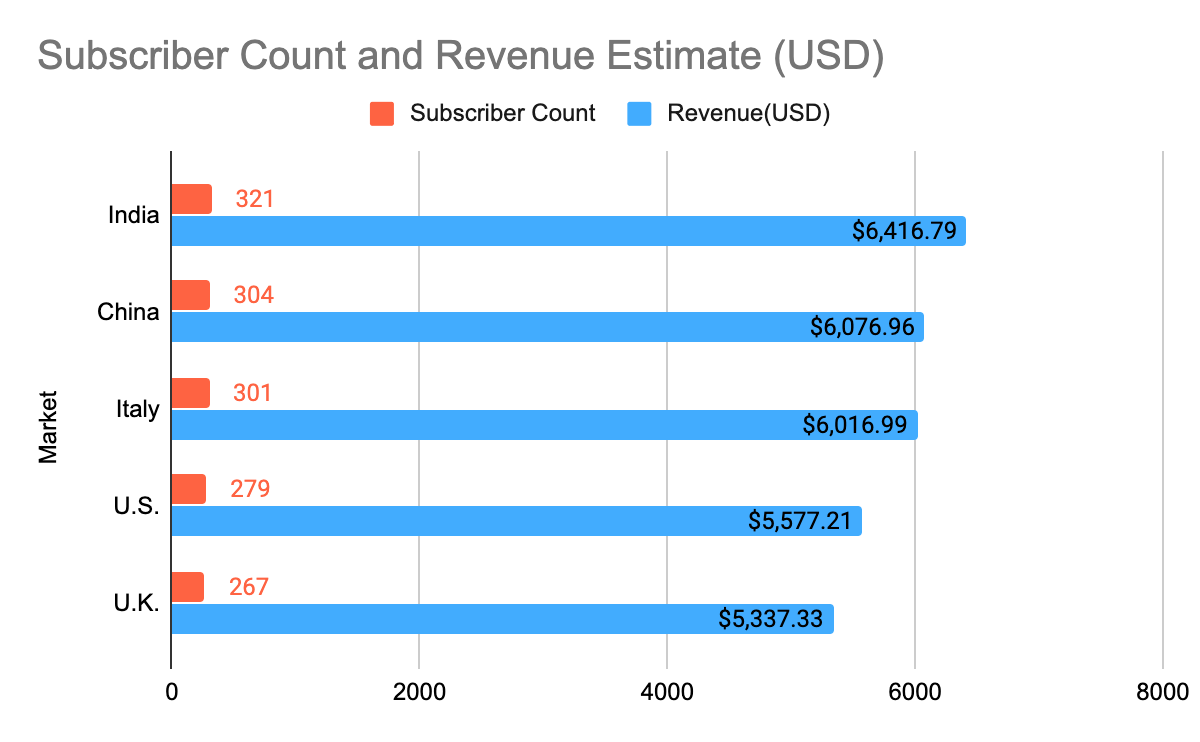 Subscriber Count and Revenue Estimate (USD)
Subscriber Count Revenue(USD)
Market
India 321
$6,416.79
China 304
$6,076.96
Italy 301
$6,016.99
U.S. 279
$5,577.21
U.K. 267
$5,337.33
0 2000 4000 6000 8000